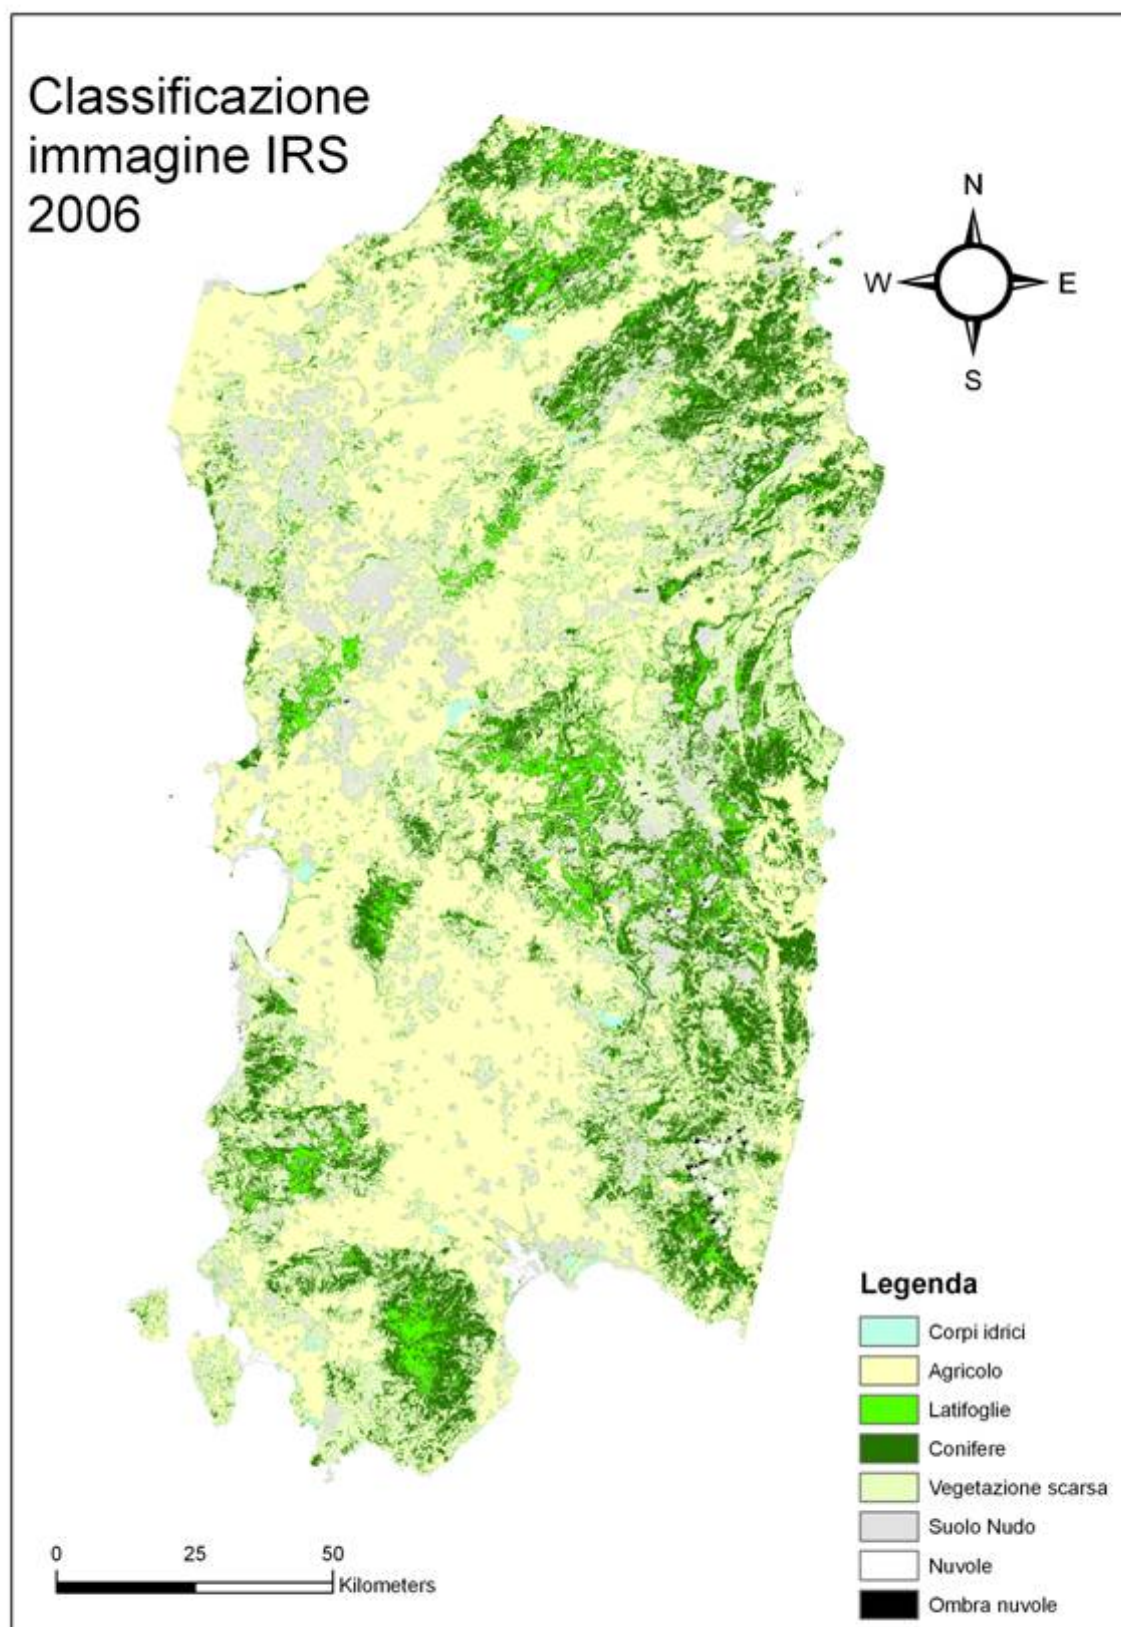 Classificazione
immagine IRS
2006
N
W
E
S
Legenda
Corpi idrici
Agricolo
Latifoglie
Conifere
Vegetazione scarsa
Suolo Nudo
Nuvole
Ombra nuvole
0 25 50
Kilometers